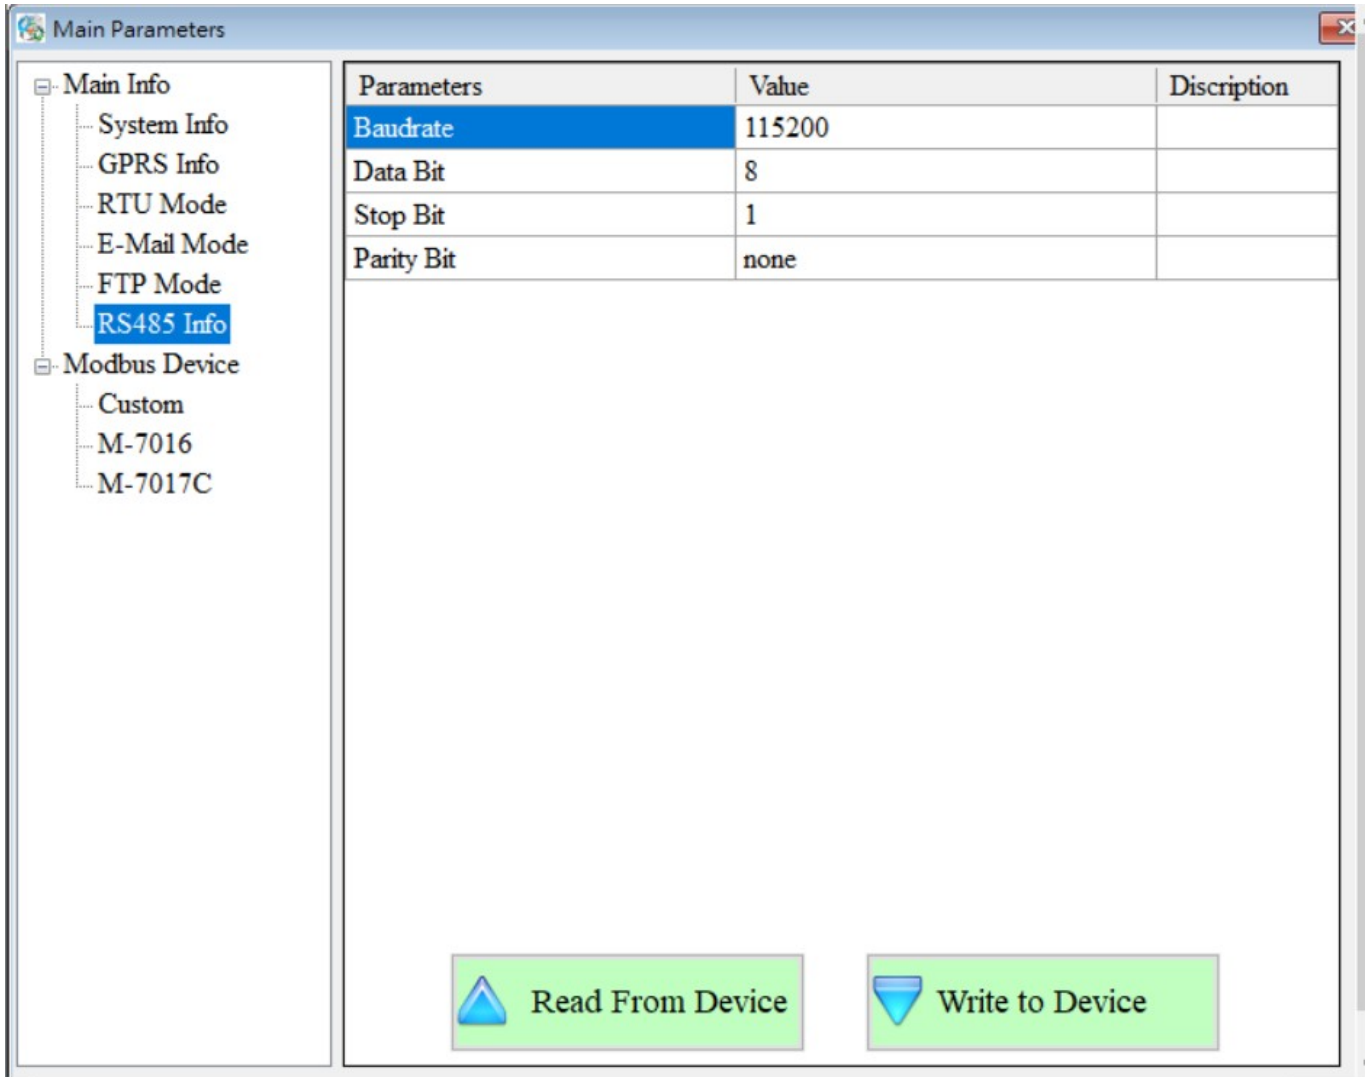 Main Parameters
Main Info
System Info
GPRS Info
RTU Mode
E-Mail Mode
FTP Mode
RS485 Info
Modbus Device
Custom
M-7016
M-7017C
Parameters Value Discription
Baudrate 115200
Data Bit 8
Stop Bit 1
Parity Bit none
Read From Device
Write to Device